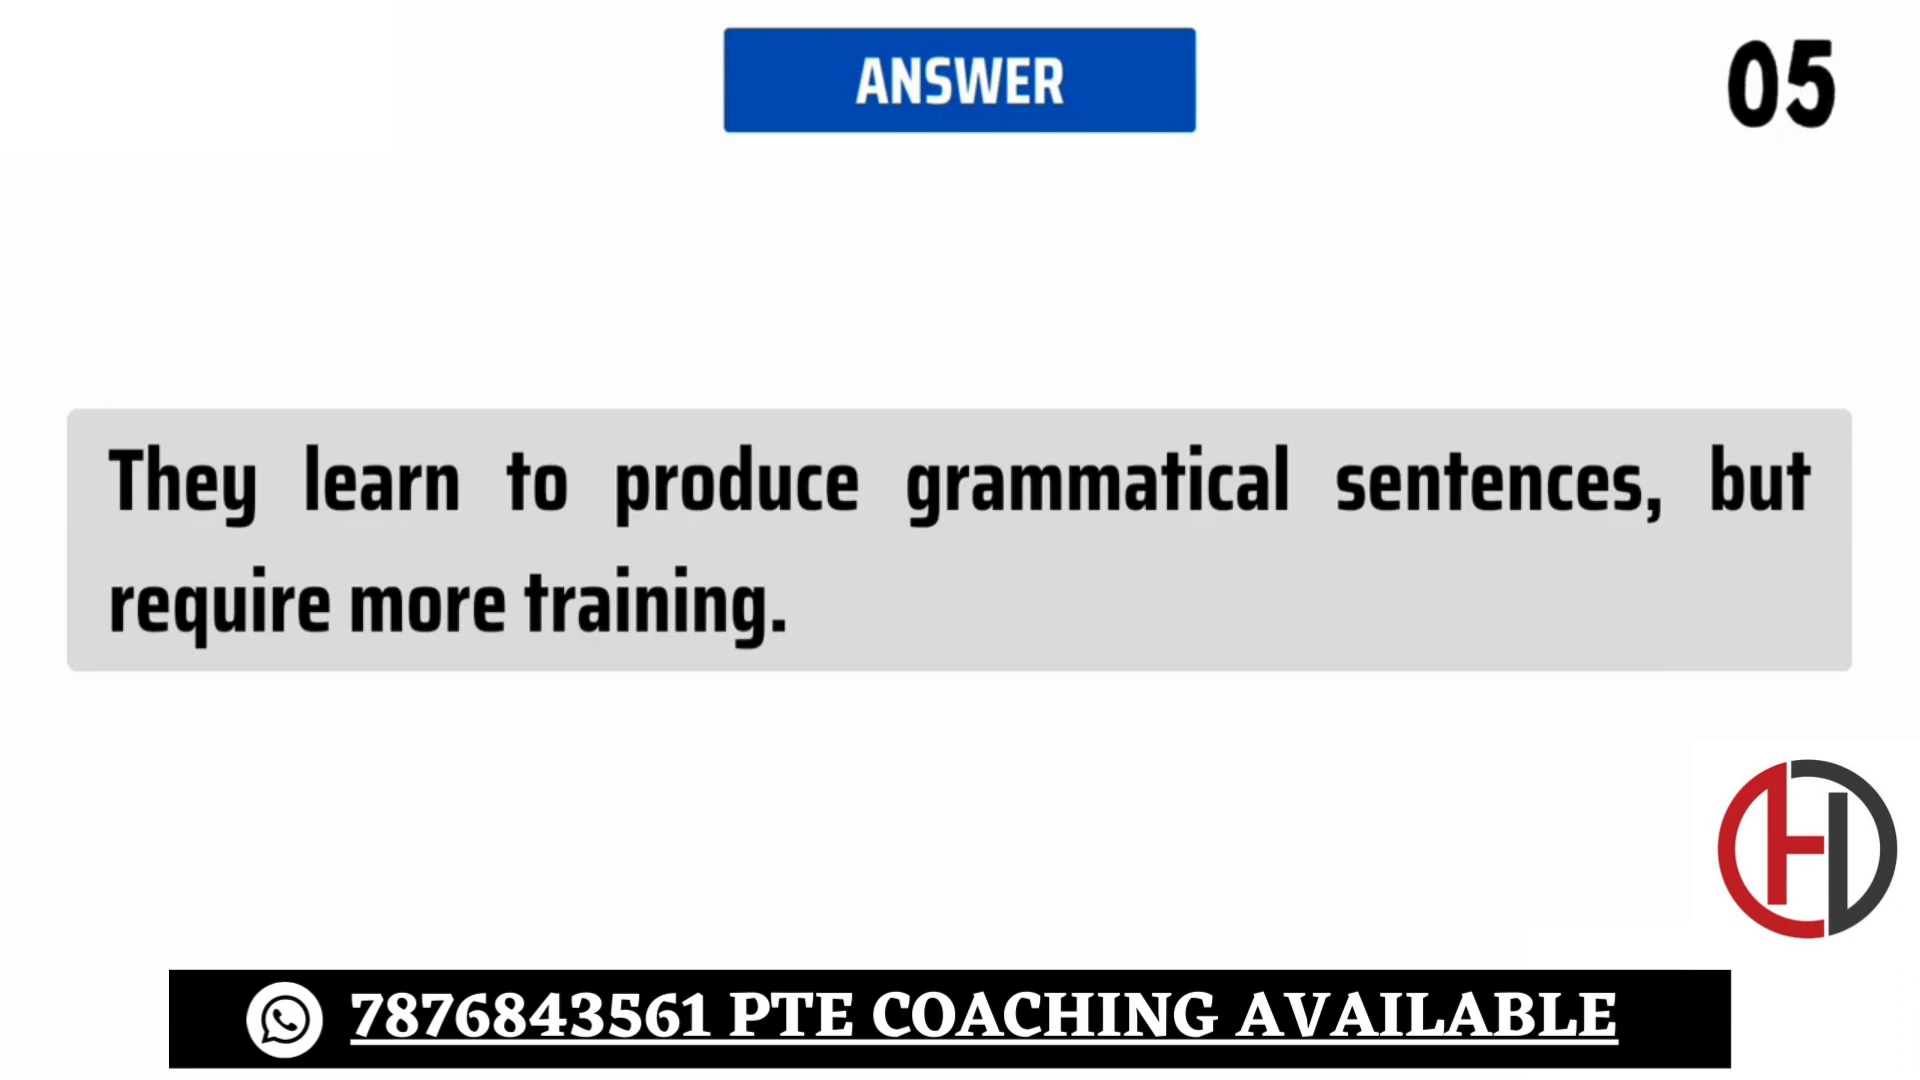 ANSWER
05
They learn to produce grammatical sentences, but
require more training.
7876843561 PTE COACHING AVAILABLE